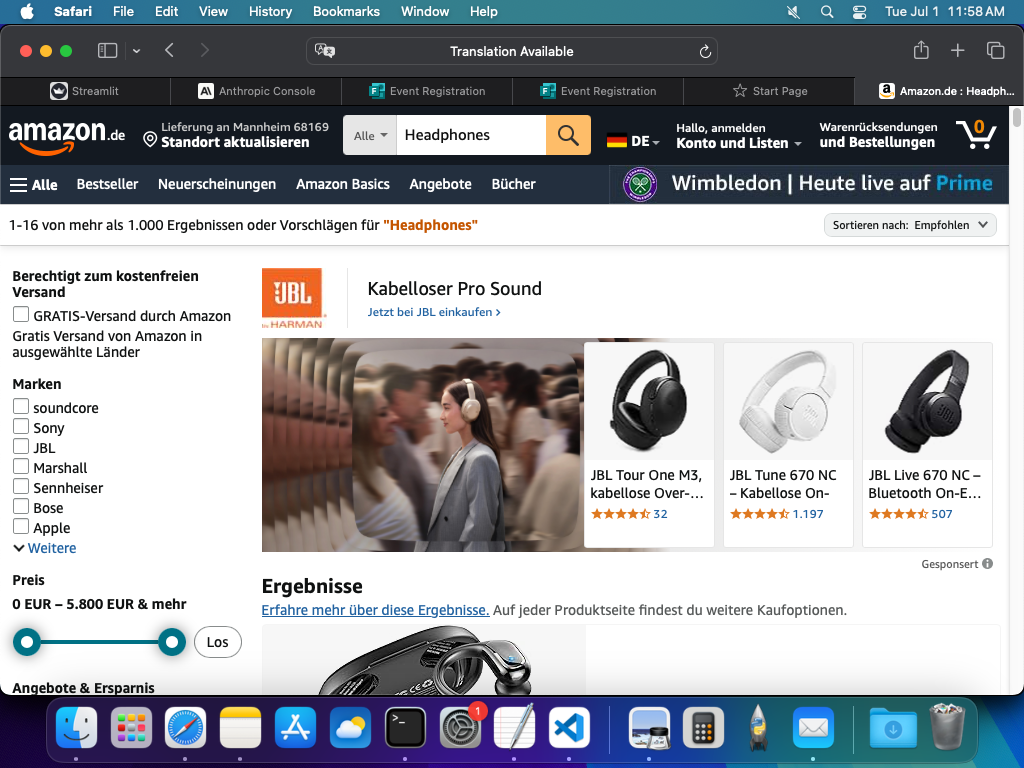 Safari File Edit View History Bookmarks Window Help Tue Jul 1 11:58 AM
Translation Available
Streamlit
Anthropic Console
Event Registration
Event Registration
Start Page
Amazon.de : Headph...
amazon.de
Lieferung an Mannheim 68169
Standort aktualisieren
Alle
Headphones
DE
Hallo, anmelden
Konto und Listen
Warenrücksendungen
und Bestellungen
0
Alle Bestseller Neuerscheinungen Amazon Basics Angebote Bücher
Wimbledon | Heute live auf Prime
1-16 von mehr als 1.000 Ergebnissen oder Vorschlägen für "Headphones"
Sortieren nach: Empfohlen
Berechtigt zum kostenfreien
Versand
GRATIS-Versand durch Amazon
Gratis Versand von Amazon in
ausgewählte Länder
Marken
soundcore
Sony
JBL
Marshall
Sennheiser
Bose
Apple
Weitere
Preis
0 EUR – 5.800 EUR & mehr
Los
Angebote & Ersparnis
JBL
by HARMAN
Kabelloser Pro Sound
Jetzt bei JBL einkaufen ›
JBL Tour One M3,
kabellose Over-...
32
JBL Tune 670 NC
– Kabellose On-
1.197
JBL Live 670 NC –
Bluetooth On-E...
507
Gesponsert
Ergebnisse
Erfahre mehr über diese Ergebnisse. Auf jeder Produktseite findest du weitere Kaufoptionen.
1